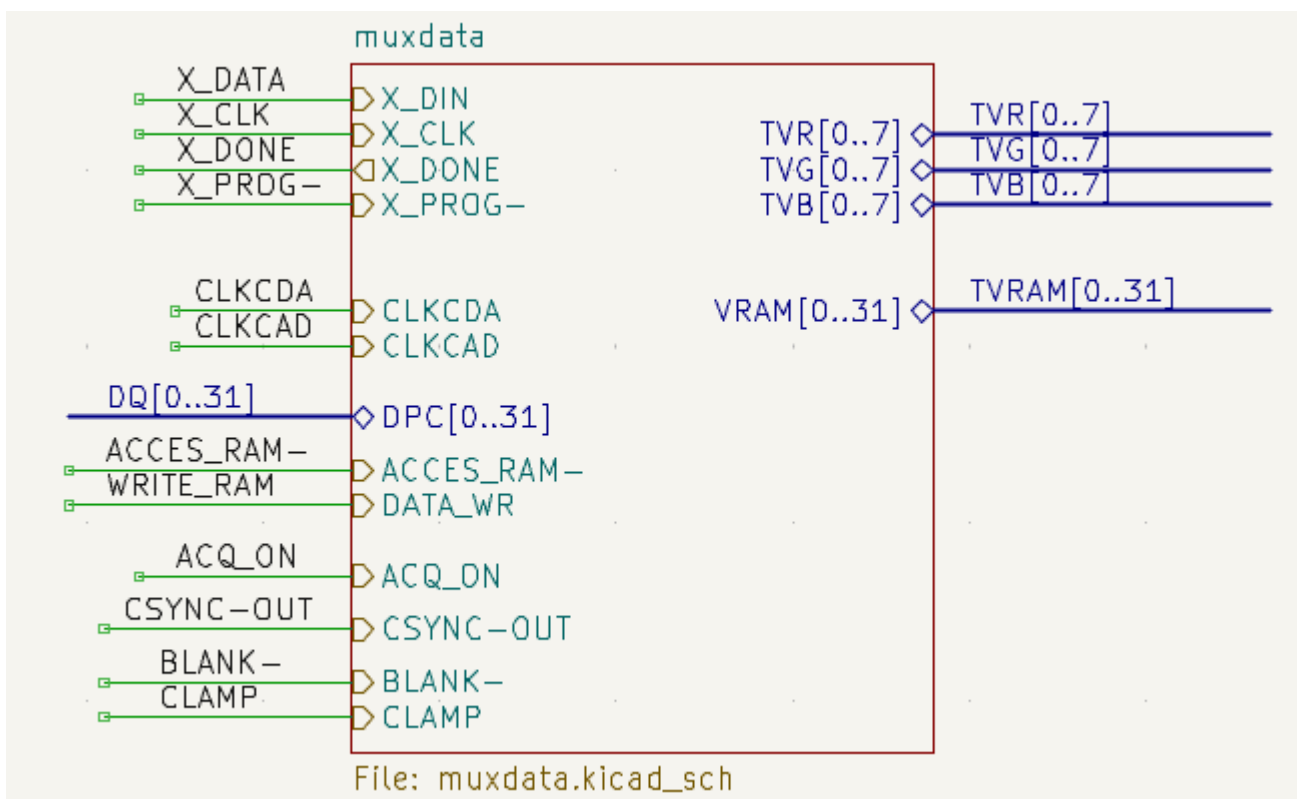 muxdata
X_DATA
X_DIN
X_CLK
X_CLK
X_DONE
X_DONE
X_PROG-
X_PROG-
TVR[0..7]
TVR[0..7]
TVG[0..7]
TVG[0..7]
TVB[0..7]
TVB[0..7]
CLKCDA
CLKCDA
CLKCAD
CLKCAD
VRAM[0..31]
TVRAM[0..31]
DQ[0..31]
DPC[0..31]
ACCES_RAM-
ACCES_RAM-
WRITE_RAM
DATA_WR
ACQ_ON
ACQ_ON
CSYNC-OUT
CSYNC-OUT
BLANK-
BLANK-
CLAMP
CLAMP
File: muxdata.kicad_sch